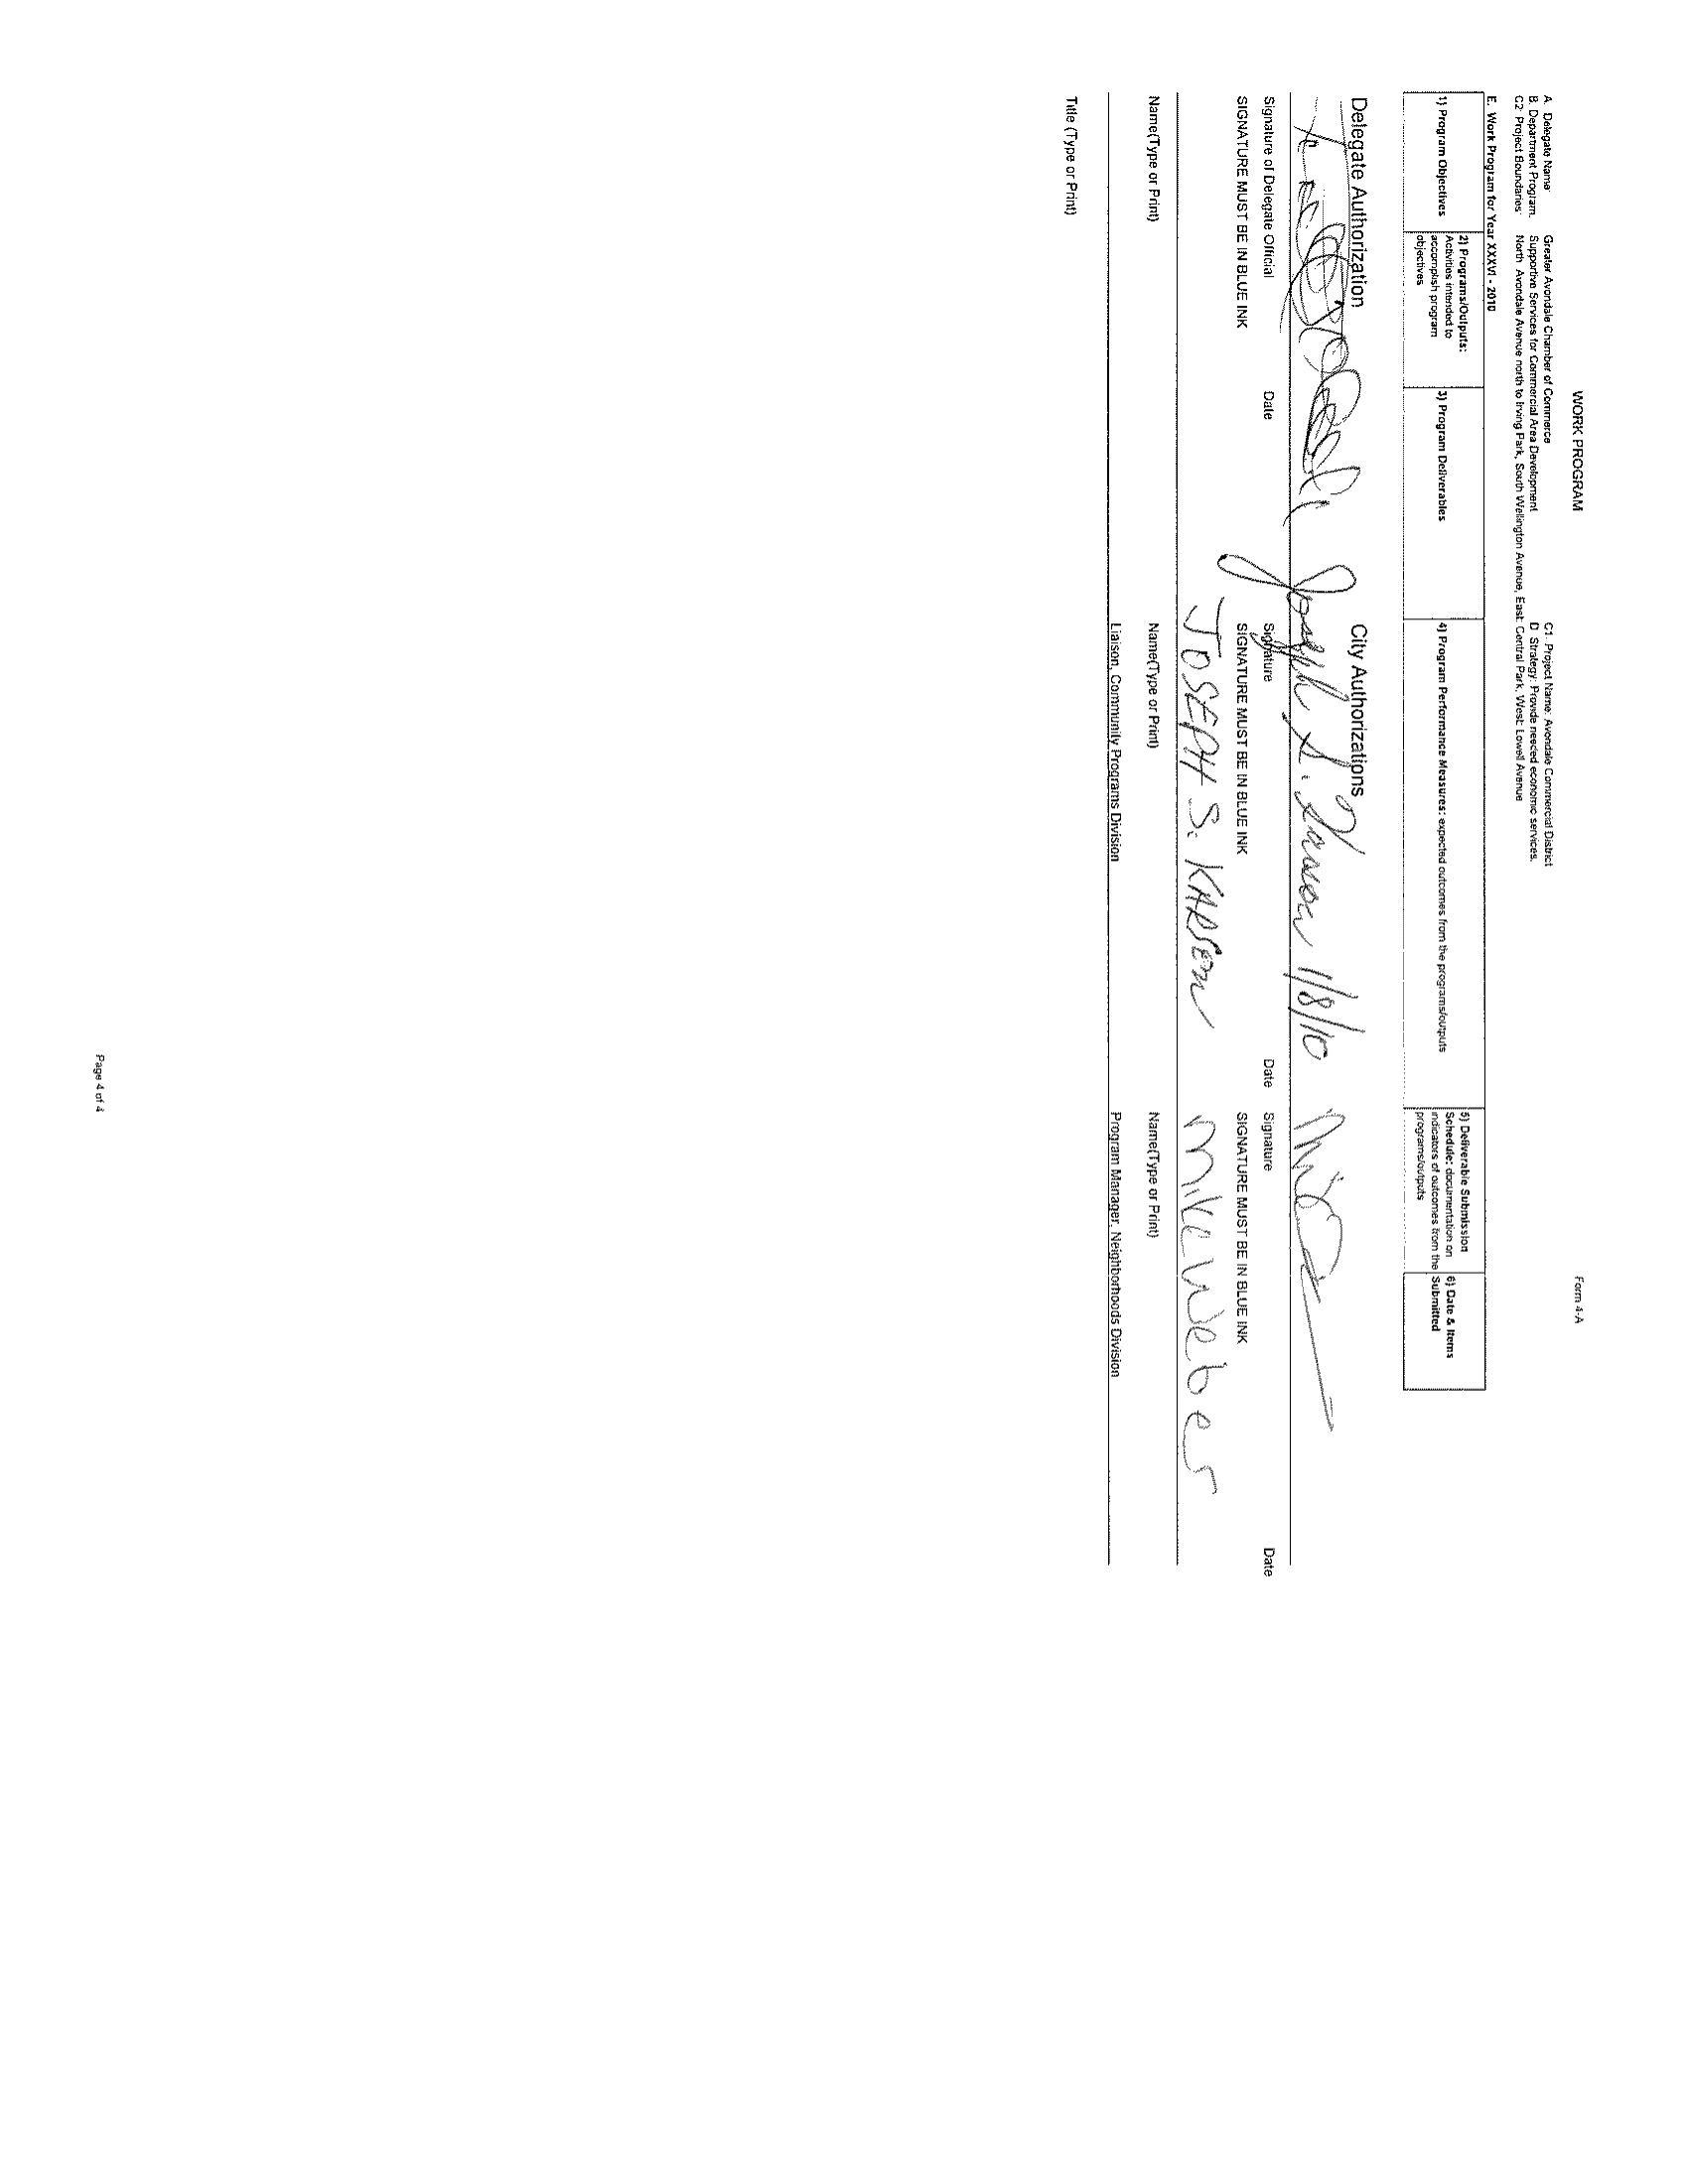 WORK PROGRAM
Form 4-A
A. Delegate Name: Greater Avondale Chamber of Commerce C1. Project Name: Avondale Commercial District
B. Department Program. Supportive Services for Commercial Area Development D Strategy: Provide needed economic services.
C2: Project Boundaries: North Avondale Avenue north to Irving Park, South Wellington Avenue, East: Central Park, West: Lowell Avenue
E. Work Program for Year XXXVI - 2010
1) Program Objectives
2) Programs/Outputs:
Activities intended to
accomplish program
objectives
3) Program Deliverables
4) Program Performance Measures: expected outcomes from the programs/outputs
5) Deliverable Submission
Schedule: documentation on
indicators of outcomes from the
programs/outputs
6) Date & Items
Submitted
Delegate Authorization City Authorizations
Joseph S. 1/8/10
Signature of Delegate Official Date Signature Date Signature Date
SIGNATURE MUST BE IN BLUE INK SIGNATURE MUST BE IN BLUE INK SIGNATURE MUST BE IN BLUE INK
JOSEPH S. Mike Weber
Name(Type or Print) Name(Type or Print) Name(Type or Print)
Liaison, Community Programs Division Program Manager, Neighborhoods Division
Title (Type or Print)
Page 4 of 4